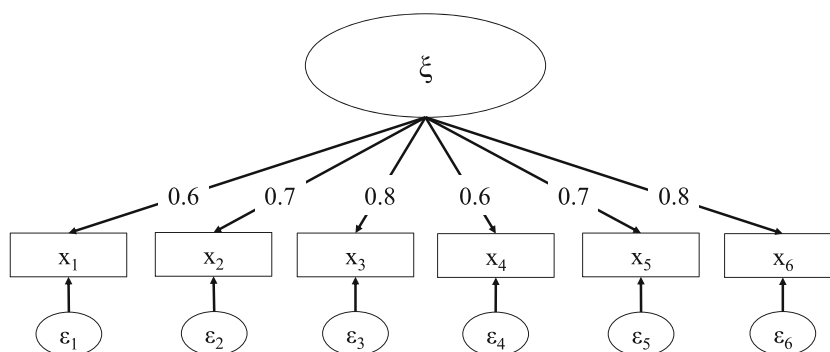 ξ
0.6 0.7 0.8 0.6 0.7 0.8
x₁ x₂ x₃ x₄ x₅ x₆
ε₁ ε₂ ε₃ ε₄ ε₅ ε₆